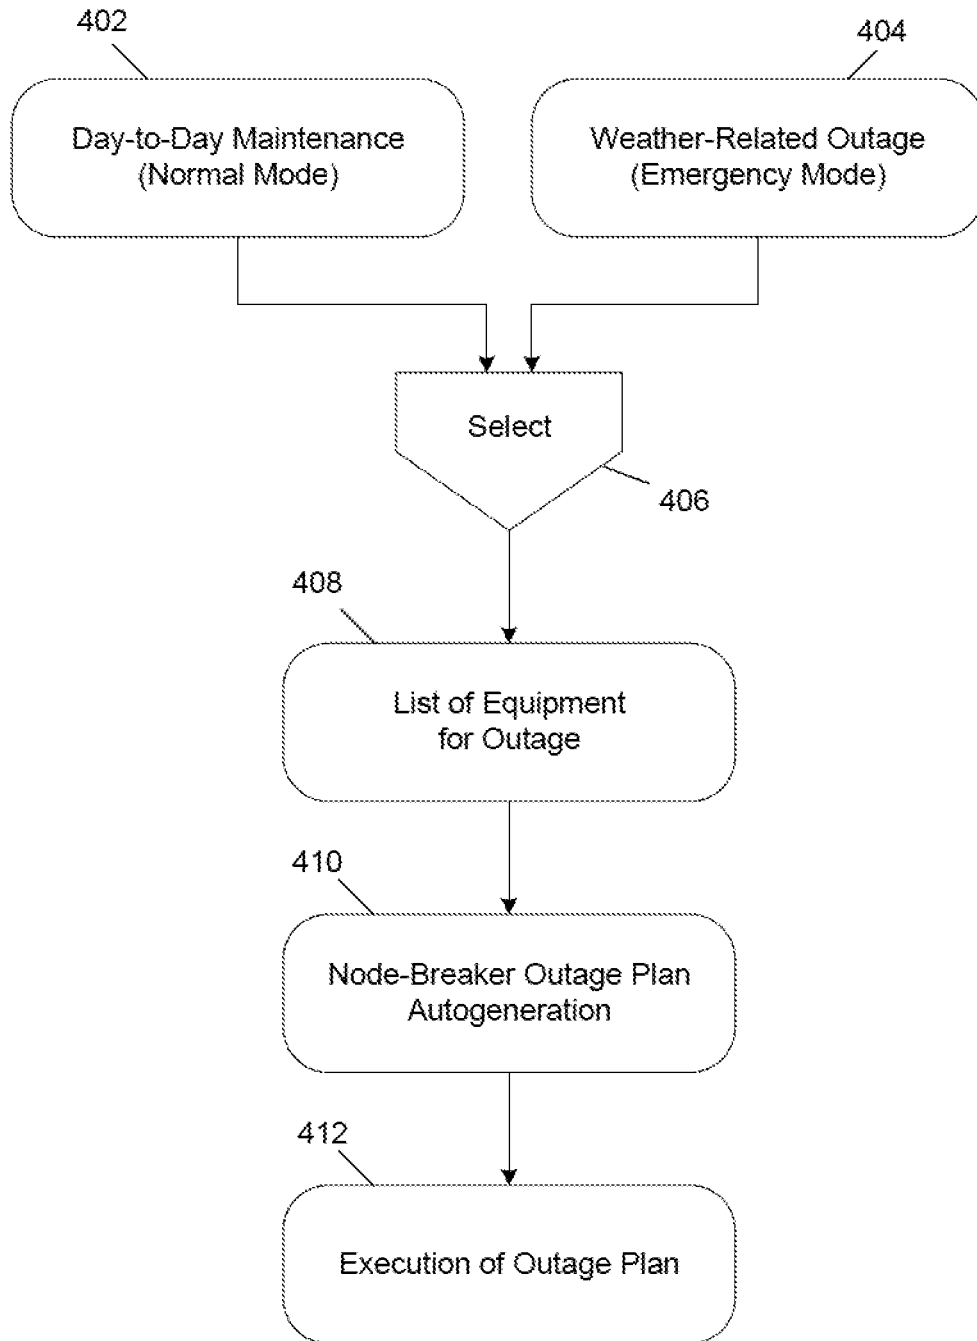 402
404
Day-to-Day Maintenance
(Normal Mode)
Weather-Related Outage
(Emergency Mode)
Select
406
408
List of Equipment
for Outage
410
Node-Breaker Outage Plan
Autogeneration
412
Execution of Outage Plan